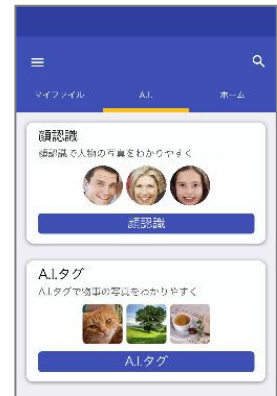 マイファイル
A.I.
ホーム
顔認識
顔認識で人物の写真をわかりやすく
顔認識
A.I.タグ
A.I.タグで物事の写真をわかりやすく
A.I.タグ